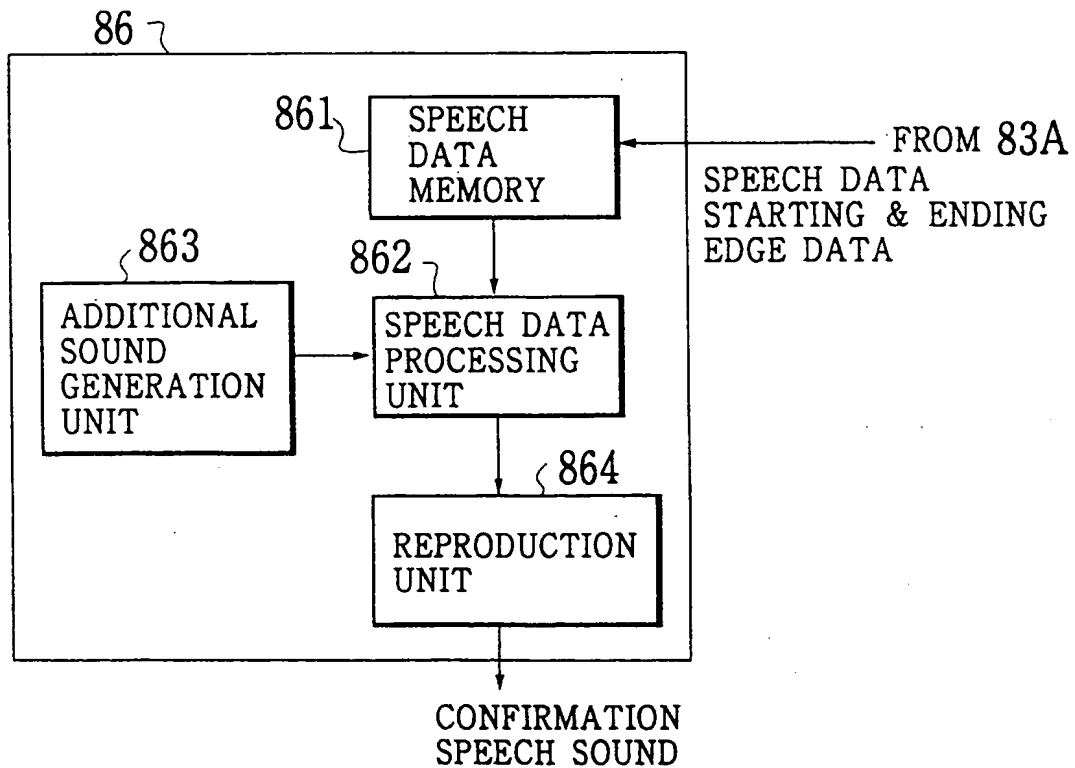 86
861
SPEECH
DATA
MEMORY
FROM 83A
SPEECH DATA
STARTING & ENDING
EDGE DATA
863
ADDITIONAL
SOUND
GENERATION
UNIT
862
SPEECH DATA
PROCESSING
UNIT
864
REPRODUCTION
UNIT
CONFIRMATION
SPEECH SOUND